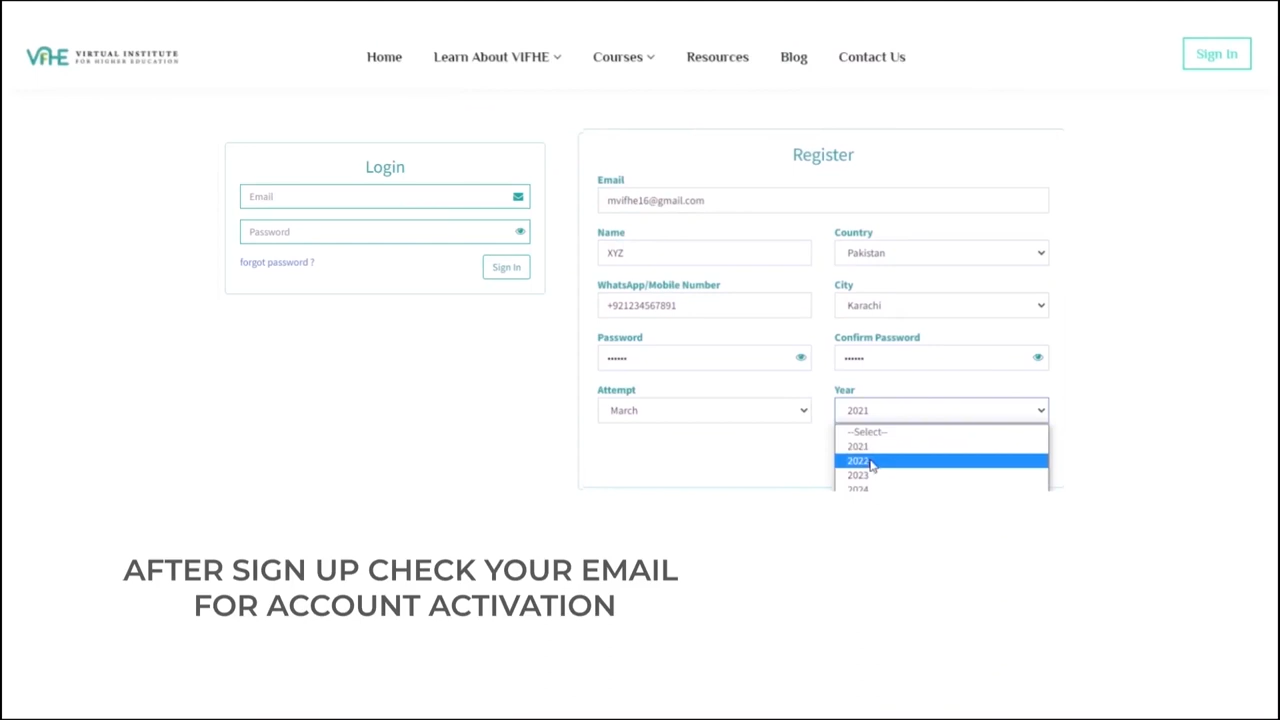 VIFHE VIRTUAL INSTITUTE
FOR HIGHER EDUCATION
Home Learn About VIFHE Courses Resources Blog Contact Us Sign In
Login
Email
Password
forgot password ? Sign In
Register
Email
mvifhe16@gmail.com
Name Country
XYZ Pakistan
WhatsApp/Mobile Number City
+921234567891 Karachi
Password Confirm Password
•••••• ••••••
Attempt Year
March 2021
--Select--
2021
2022
2023
2024
AFTER SIGN UP CHECK YOUR EMAIL
FOR ACCOUNT ACTIVATION